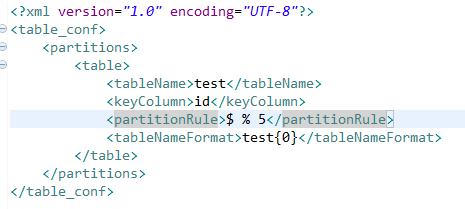 <?xml version="1.0" encoding="UTF-8"?>
<table_conf>
<partitions>
<table>
<tableName>test</tableName>
<keyColumn>id</keyColumn>
<partitionRule>$ % 5</partitionRule>
<tableNameFormat>test{0}</tableNameFormat>
</table>
</partitions>
</table_conf>